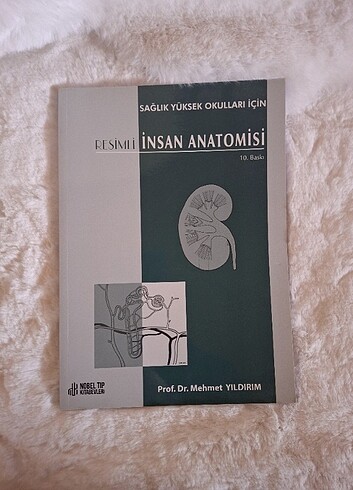 SAĞLIK YÜKSEK OKULLARI İÇİN
RESİMLİ İNSAN ANATOMİSİ
10. Baskı
NOBEL TIP
KİTABEVLERİ
Prof. Dr. Mehmet YILDIRIM